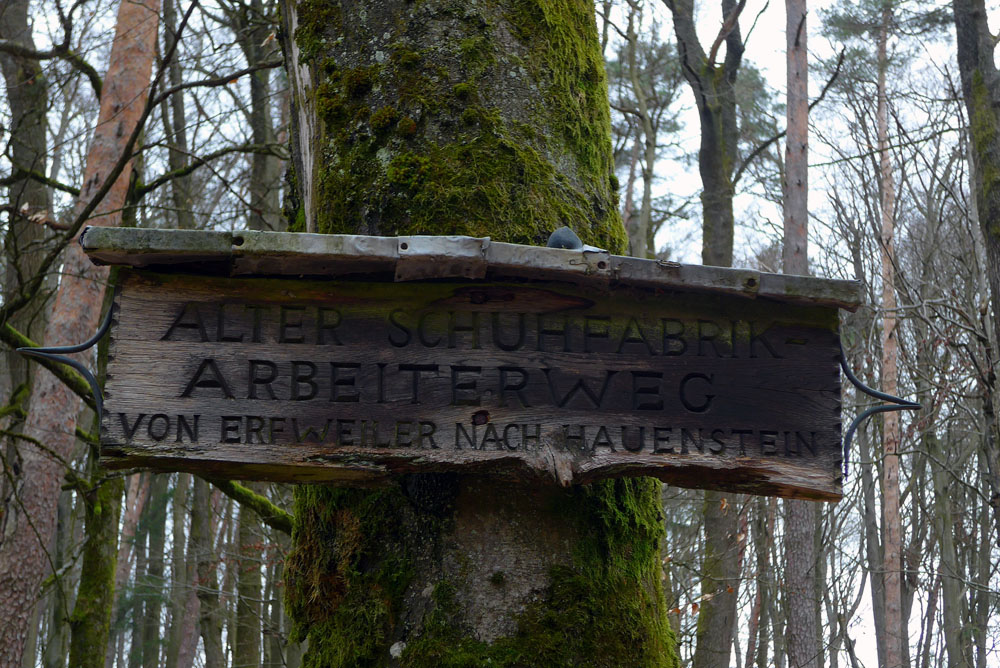 ALTER SCHUHFABRIK-
ARBEITERWEG
VON ERFWEILER NACH HAUENSTEIN